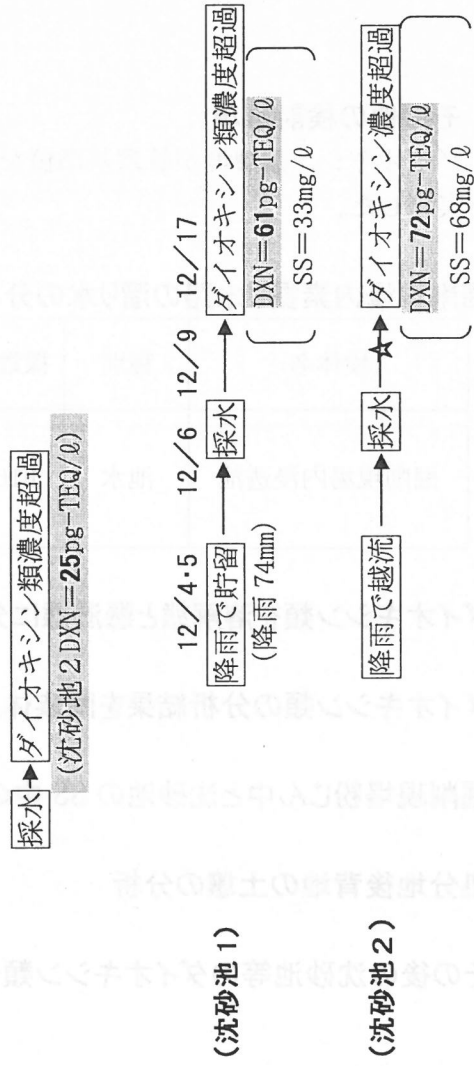 採水→ダイオキシン類濃度超過
(沈砂池2DXN=25pg-TEQ/ℓ)
12/4・5 12/6 12/9 12/17
(沈砂池1) 降雨で貯留→採水→ダイオキシン類濃度超過
(降雨 74mm) DXN=61pg-TEQ/ℓ
SS=33mg/ℓ
(沈砂池2) 降雨で越流→採水→☆→ダイオキシン濃度超過
DXN=72pg-TEQ/ℓ
SS=68mg/ℓ